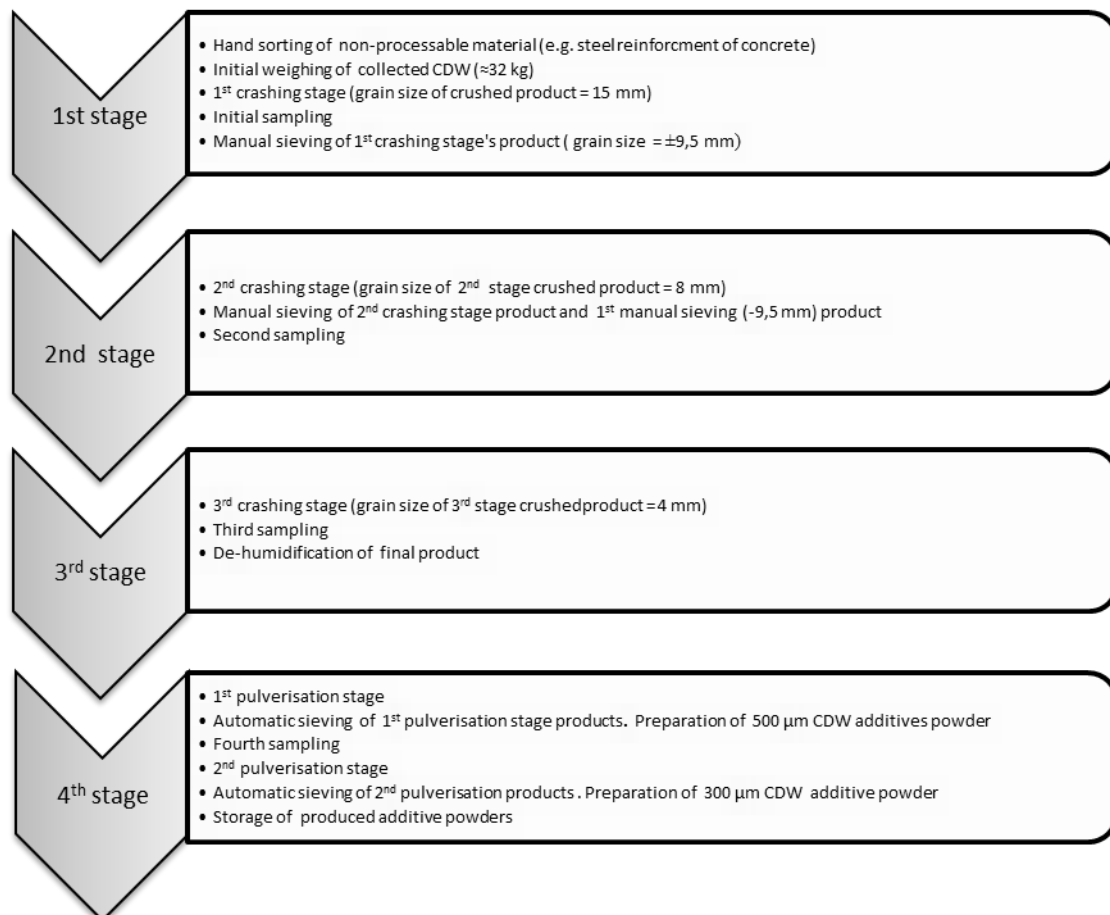 1st stage
• Hand sorting of non-processable material (e.g. steel reinforcment of concrete)
• Initial weighing of collected CDW (≈32 kg)
• 1st crashing stage (grain size of crushed product = 15 mm)
• Initial sampling
• Manual sieving of 1st crashing stage's product ( grain size = ±9,5 mm)
2nd stage
• 2nd crashing stage (grain size of 2nd stage crushed product = 8 mm)
• Manual sieving of 2nd crashing stage product and 1st manual sieving (-9,5 mm) product
• Second sampling
3rd stage
• 3rd crashing stage (grain size of 3rd stage crushed product = 4 mm)
• Third sampling
• De-humidification of final product
4th stage
• 1st pulverisation stage
• Automatic sieving of 1st pulverisation stage products. Preparation of 500 μm CDW additives powder
• Fourth sampling
• 2nd pulverisation stage
• Automatic sieving of 2nd pulverisation products. Preparation of 300 μm CDW additive powder
• Storage of produced additive powders